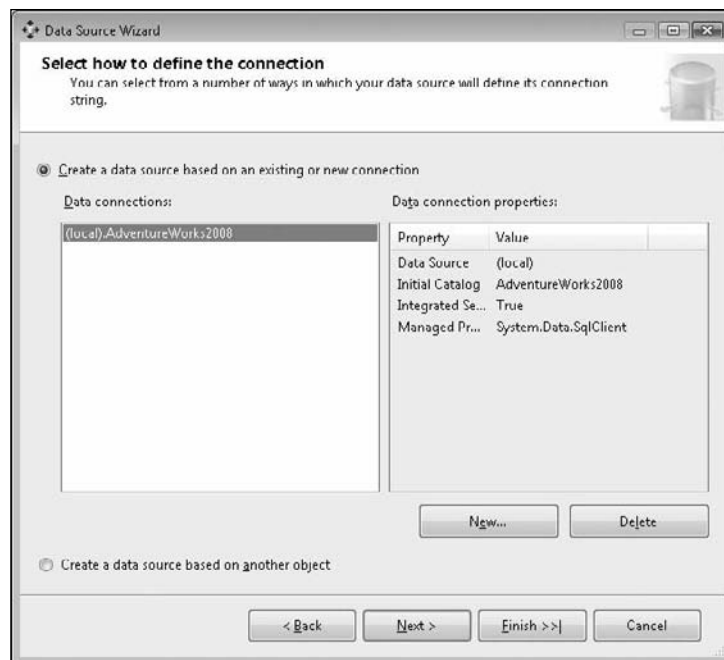 Data Source Wizard
Select how to define the connection
You can select from a number of ways in which your data source will define its connection
string.
Create a data source based on an existing or new connection
Data connections:
(local).AdventureWorks2008
Data connection properties:
Property Value
Data Source (local)
Initial Catalog AdventureWorks2008
Integrated Se... True
Managed Pr... System.Data.SqlClient
New...
Delete
Create a data source based on another object
< Back
Next >
Finish >>|
Cancel